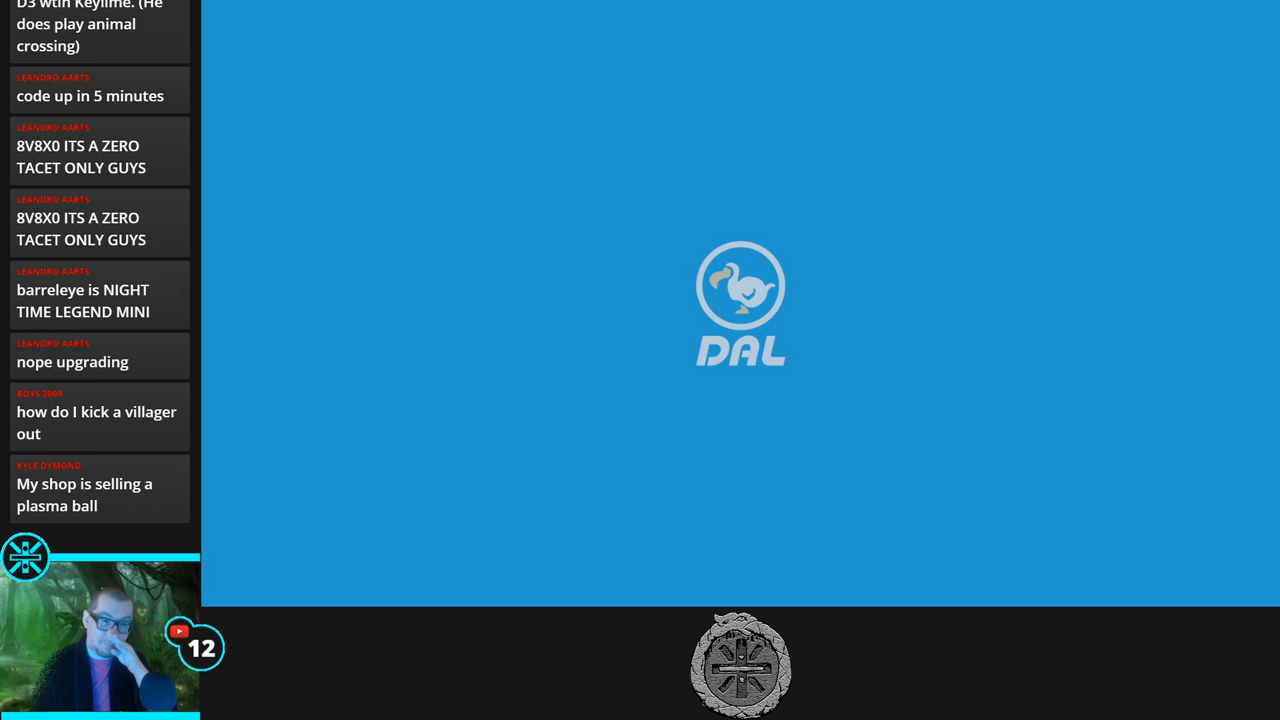 D3 wtih Keylime. (He
does play animal
crossing)
LEANDRO AARTS
code up in 5 minutes
LEANDRO AARTS
8V8X0 ITS A ZERO
TACET ONLY GUYS
LEANDRO AARTS
8V8X0 ITS A ZERO
TACET ONLY GUYS
LEANDRO AARTS
barreleye is NIGHT
TIME LEGEND MINI
LEANDRO AARTS
nope upgrading
BOYS 2009
how do I kick a villager
out
KYLE DYMOND
My shop is selling a
plasma ball
12
DAL